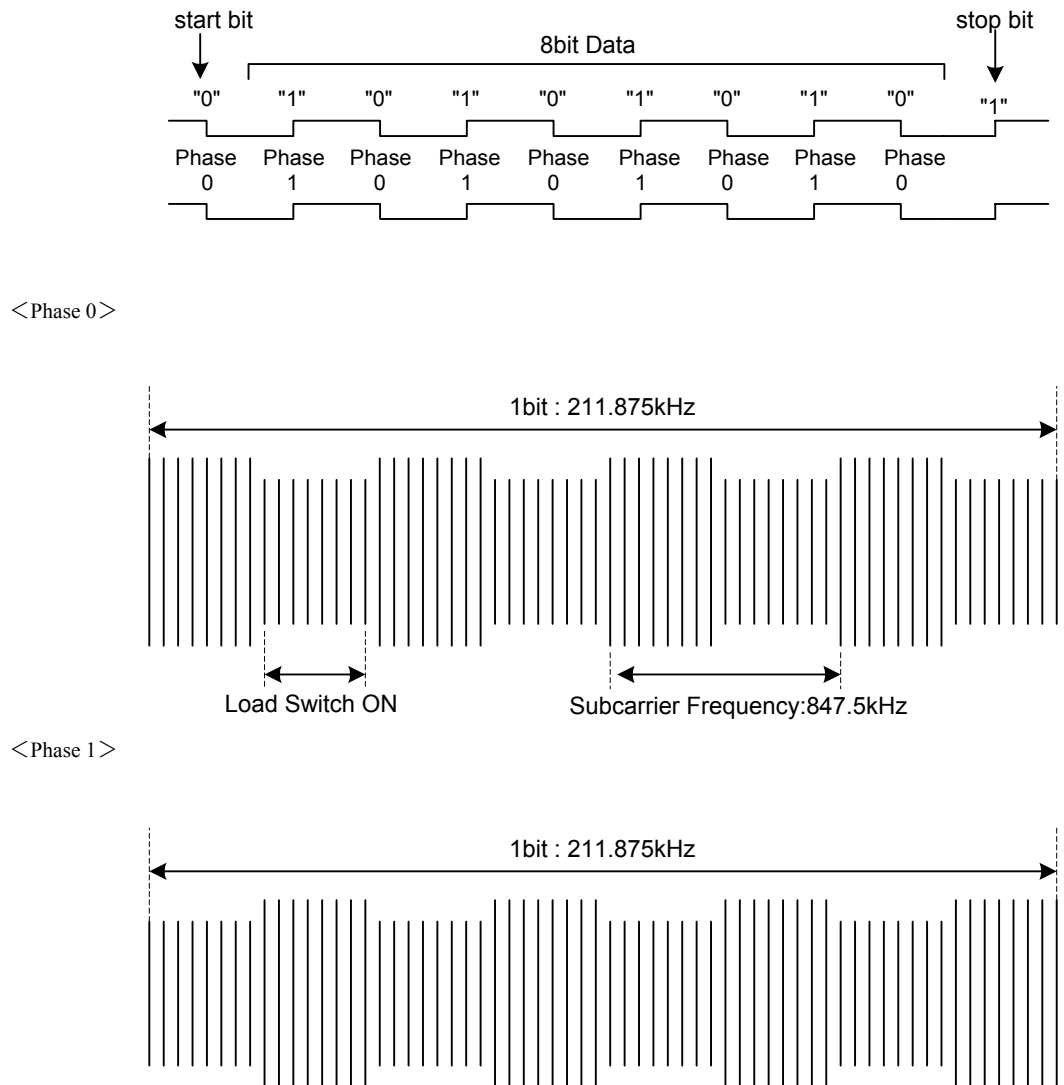 start bit stop bit
8bit Data
"0" "1" "0" "1" "0" "1" "0" "1" "0" "1"
Phase Phase Phase Phase Phase Phase Phase Phase Phase
0 1 0 1 0 1 0 1 0
＜Phase 0＞
1bit : 211.875kHz
Load Switch ON Subcarrier Frequency:847.5kHz
＜Phase 1＞
1bit : 211.875kHz